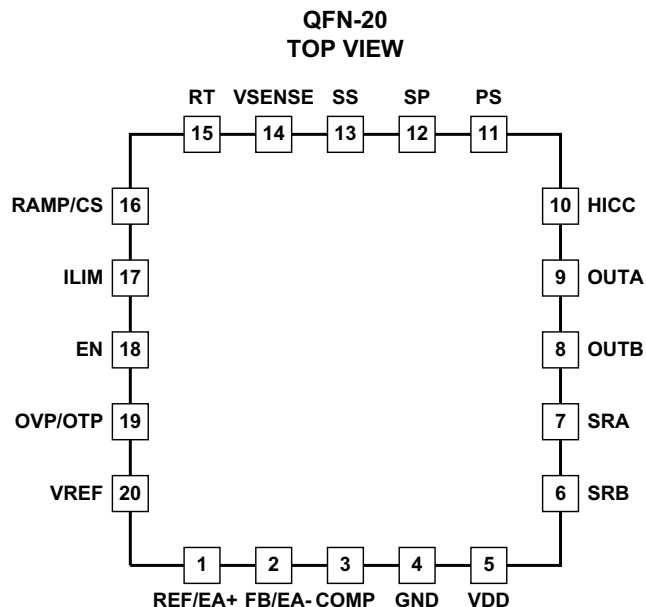 QFN-20
TOP VIEW
RT VSENSE SS SP PS
15 14 13 12 11
RAMP/CS 16 10 HICC
ILIM 17 9 OUTA
EN 18 8 OUTB
OVP/OTP 19 7 SRA
VREF 20 6 SRB
1 2 3 4 5
REF/EA+ FB/EA- COMP GND VDD